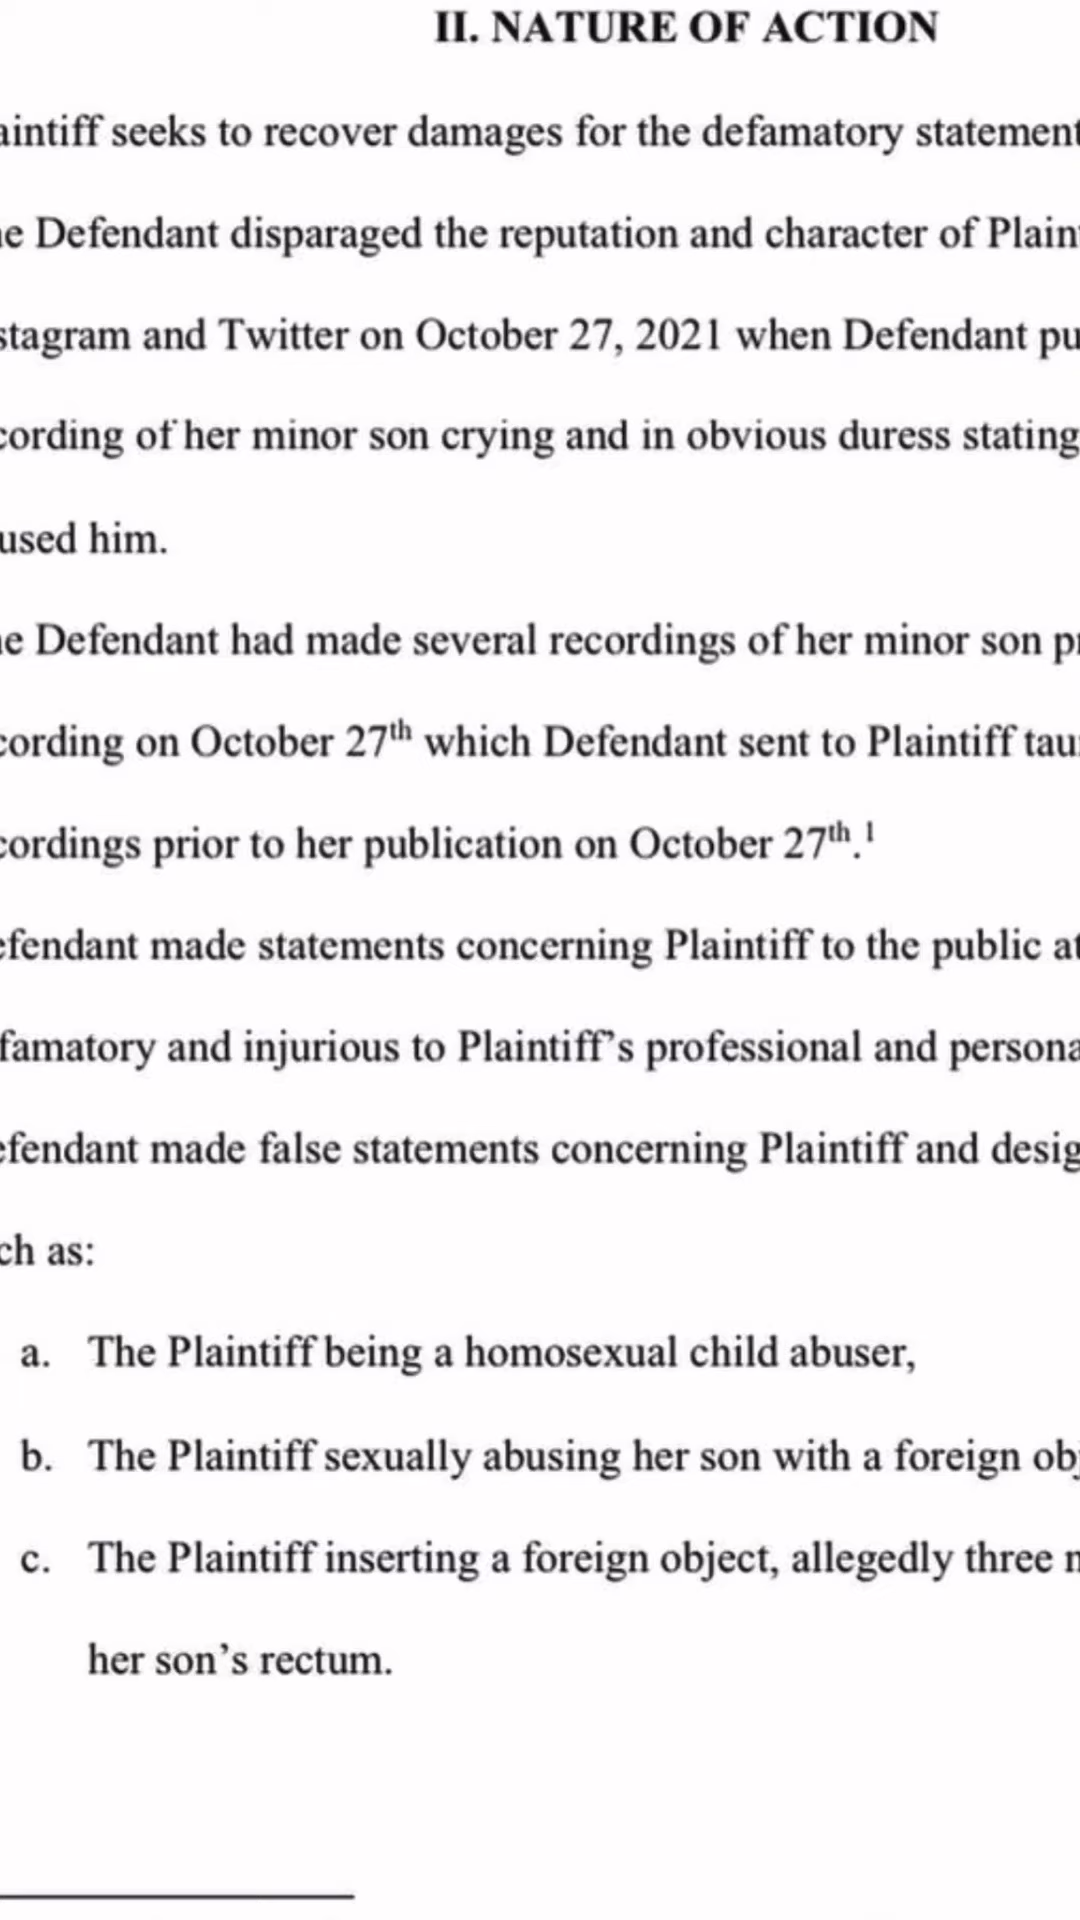 II. NATURE OF ACTION
aintiff seeks to recover damages for the defamatory statement
e Defendant disparaged the reputation and character of Plain
stagram and Twitter on October 27, 2021 when Defendant pu
cording of her minor son crying and in obvious duress stating
used him.
e Defendant had made several recordings of her minor son p
cording on October 27th which Defendant sent to Plaintiff tau
cordings prior to her publication on October 27th.1
efendant made statements concerning Plaintiff to the public at
famatory and injurious to Plaintiff's professional and persona
efendant made false statements concerning Plaintiff and desig
ch as:
a. The Plaintiff being a homosexual child abuser,
b. The Plaintiff sexually abusing her son with a foreign obj
c. The Plaintiff inserting a foreign object, allegedly three
her son's rectum.